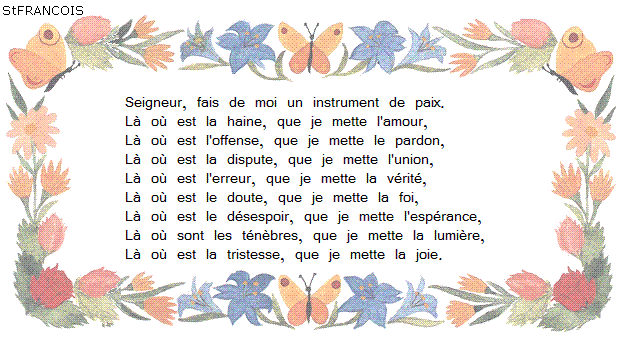 StFRANCOIS
Seigneur, fais de moi un instrument de paix.
Là où est la haine, que je mette l'amour,
Là où est l'offense, que je mette le pardon,
Là où est la dispute, que je mette l'union,
Là où est l'erreur, que je mette la vérité,
Là où est le doute, que je mette la foi,
Là où est le désespoir, que je mette l'espérance,
Là où sont les ténèbres, que je mette la lumière,
Là où est la tristesse, que je mette la joie.